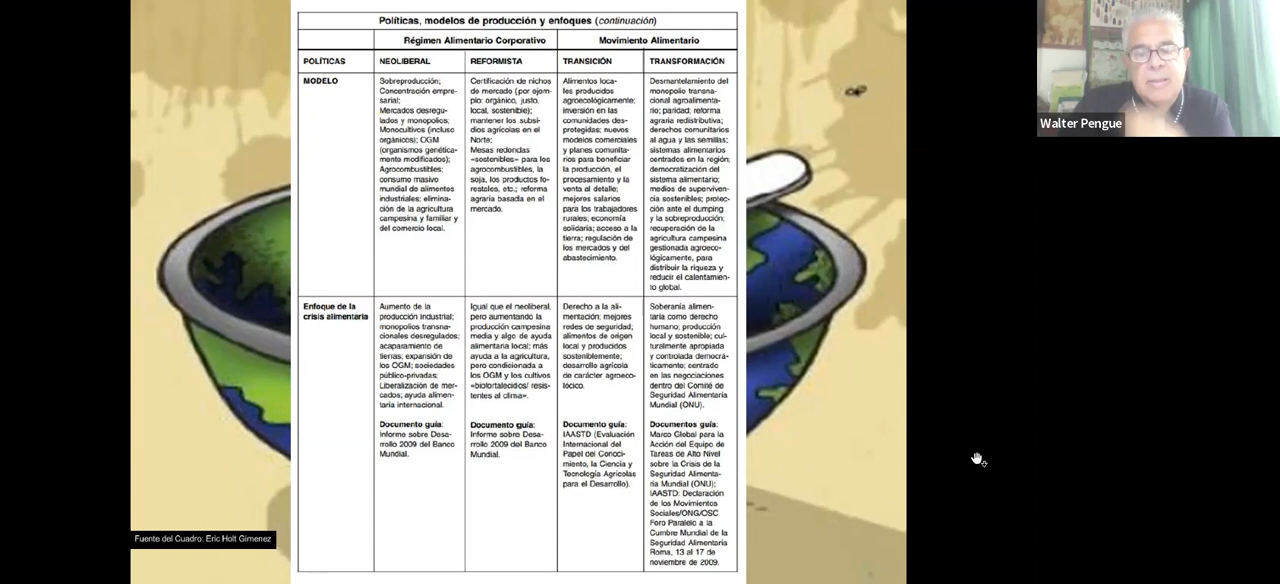 Políticas, modelos de producción y enfoques (continuación)
Régimen Alimentario Corporativo
Movimiento Alimentario
POLÍTICAS
NEOLIBERAL
REFORMISTA
TRANSICIÓN
TRANSFORMACIÓN
MODELO
Sobreproducción;
Concentración empre-
sarial;
Mercados desregu-
lados y monopolios;
Monocultivos (incluso
orgánicos); OGM
(organismos genética-
mente modificados);
Agrocombustibles;
consumo masivo
mundial de alimentos
industriales; elimina-
ción de la agricultura
campesina y familiar y
del comercio local.
Certificación de nichos
de mercado (por ejem-
plo: orgánico, justo,
local, sostenible);
mantener los subsi-
dios agrícolas en el
Norte;
Mesas redondas
«sostenibles» para los
agrocombustibles, la
soja, los productos fo-
restales, etc.; reforma
agraria basada en el
mercado.
Alimentos loca-
les producidos
agroecológicamente;
inversión en las
comunidades des-
protegidas; nuevos
modelos comerciales
y planes comunita-
rios para beneficiar
la producción, el
procesamiento y la
venta al detalle;
mejores salarios
para los trabajadores
rurales; economía
solidaria; acceso a la
tierra; regulación de
los mercados y del
abastecimiento.
Desmantelamiento del
monopolio transna-
cional agroalimenta-
rio; paridad; reforma
agraria redistributiva;
derechos comunitarios
al agua y las semillas;
sistemas alimentarios
centrados en la región;
democratización del
sistema alimentario;
medios de superviven-
cia sostenibles; protec-
ción ante el dumping
y la sobreproducción;
recuperación de la
agricultura campesina
gestionada agroeco-
lógicamente, para
distribuir la riqueza y
reducir el calentamien-
to global.
Enfoque de la
crisis alimentaria
Aumento de la
producción industrial;
monopolios transna-
cionales desregulados;
acaparamiento de
tierras; expansión de
los OGM; sociedades
público-privadas;
Liberalización de mer-
cados; ayuda alimen-
taria internacional.
Documento guía:
Informe sobre Desa-
rrollo 2009 del Banco
Mundial.
Igual que el neoliberal,
pero aumentando la
producción campesina
media y algo de ayuda
alimentaria local; más
ayuda a la agricultura,
pero condicionada a
los OGM y los cultivos
«biofortalecidos/ resis-
tentes al clima».
Documento guía:
Informe sobre Desa-
rrollo 2009 del Banco
Mundial.
Derecho a la ali-
mentación; mejores
redes de seguridad;
alimentos de origen
local y producidos
sosteniblemente;
desarrollo agrícola
de carácter agroeco-
lógico.
Documento guía:
IAASTD (Evaluación
Internacional del
Papel del Conoci-
miento, la Ciencia y
Tecnología Agrícolas
para el Desarrollo).
Soberanía alimen-
taria como derecho
humano; producción
local y sostenible; cul-
turalmente apropiada
y controlada democrá-
ticamente; centrado
en las negociaciones
dentro del Comité de
Seguridad Alimentaria
Mundial (ONU).
Documentos guía:
Marco Global para la
Acción del Equipo de
Tareas de Alto Nivel
sobre la Crisis de la
Seguridad Alimenta-
ria Mundial (ONU);
IAASTD: Declaración
de los Movimientos
Sociales/ONG/OSC
Foro Paralelo a la
Cumbre Mundial de la
Seguridad Alimentaria
Roma, 13 al 17 de
noviembre de 2009.
Fuente del Cuadro: Eric Holt Gimenez
Walter Pengue